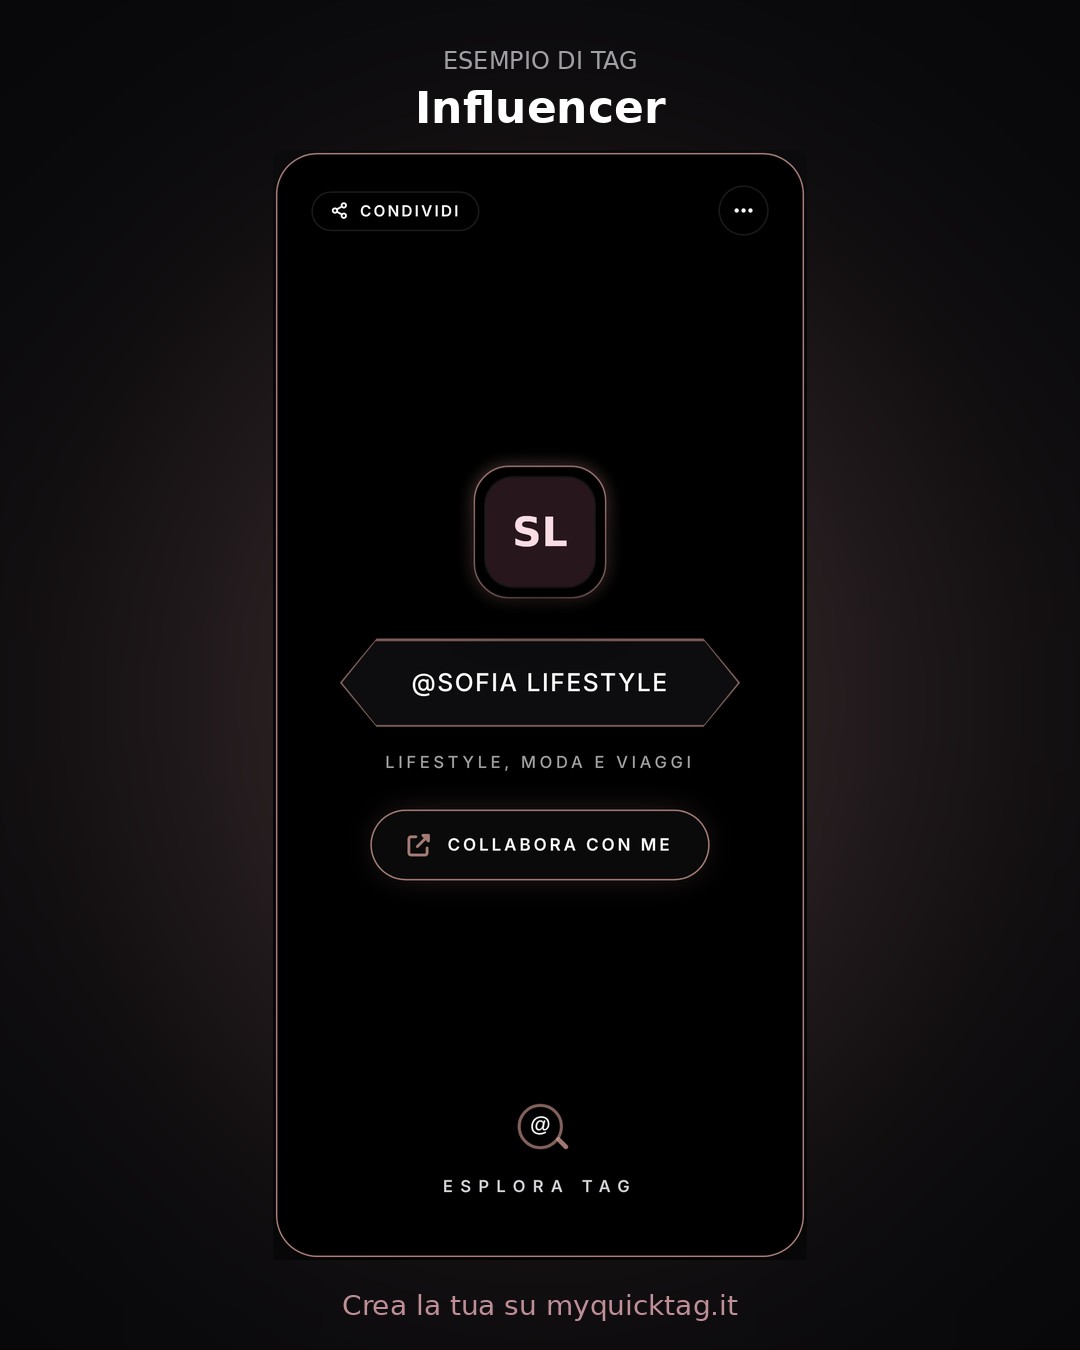 ESEMPIO DI TAG
Influencer
CONDIVIDI
SL
@SOFIA LIFESTYLE
LIFESTYLE, MODA E VIAGGI
COLLABORA CON ME
@
ESPLORA TAG
Crea la tua su myquicktag.it